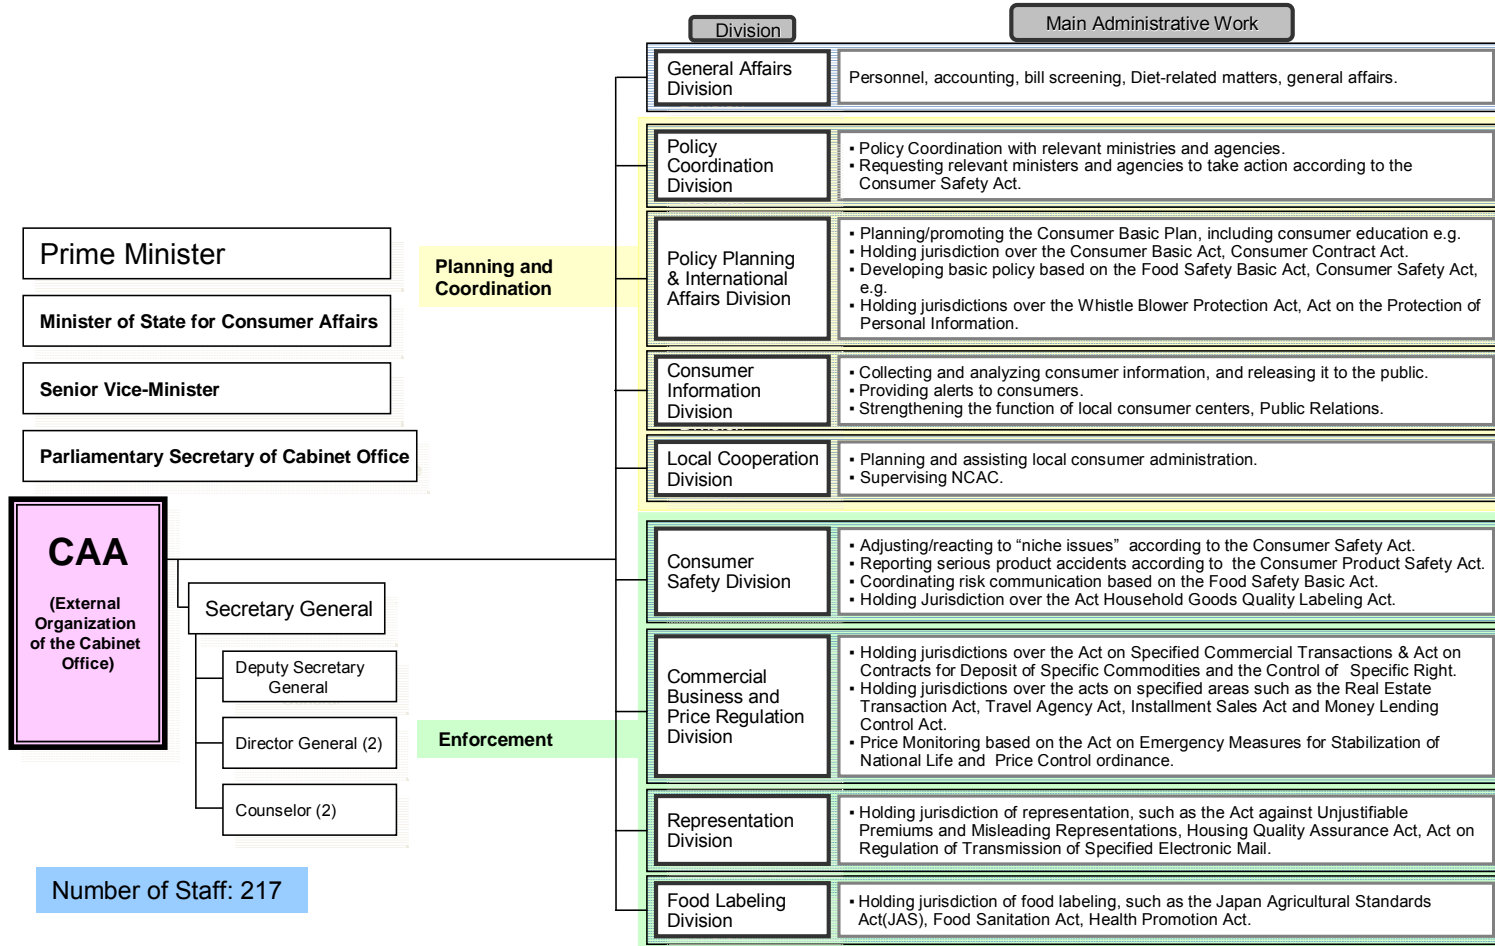 Division
Main Administrative Work
General Affairs
Division
Personnel, accounting, bill screening, Diet-related matters, general affairs.
Policy
Coordination
Division
▪ Policy Coordination with relevant ministries and agencies.
▪ Requesting relevant ministers and agencies to take action according to the
Consumer Safety Act.
Policy Planning
& International
Affairs Division
▪ Planning/promoting the Consumer Basic Plan, including consumer education e.g.
▪ Holding jurisdiction over the Consumer Basic Act, Consumer Contract Act.
▪ Developing basic policy based on the Food Safety Basic Act, Consumer Safety Act,
e.g.
▪ Holding jurisdictions over the Whistle Blower Protection Act, Act on the Protection of
Personal Information.
Consumer
Information
Division
▪ Collecting and analyzing consumer information, and releasing it to the public.
▪ Providing alerts to consumers.
▪ Strengthening the function of local consumer centers, Public Relations.
Local Cooperation
Division
▪ Planning and assisting local consumer administration.
▪ Supervising NCAC.
Consumer
Safety Division
▪ Adjusting/reacting to “niche issues” according to the Consumer Safety Act.
▪ Reporting serious product accidents according to the Consumer Product Safety Act.
▪ Coordinating risk communication based on the Food Safety Basic Act.
▪ Holding Jurisdiction over the Act Household Goods Quality Labeling Act.
Commercial
Business and
Price Regulation
Division
▪ Holding jurisdictions over the Act on Specified Commercial Transactions & Act on
Contracts for Deposit of Specific Commodities and the Control of Specific Right.
▪ Holding jurisdictions over the acts on specified areas such as the Real Estate
Transaction Act, Travel Agency Act, Installment Sales Act and Money Lending
Control Act.
▪ Price Monitoring based on the Act on Emergency Measures for Stabilization of
National Life and Price Control ordinance.
Representation
Division
▪ Holding jurisdiction of representation, such as the Act against Unjustifiable
Premiums and Misleading Representations, Housing Quality Assurance Act, Act on
Regulation of Transmission of Specified Electronic Mail.
Food Labeling
Division
▪ Holding jurisdiction of food labeling, such as the Japan Agricultural Standards
Act(JAS), Food Sanitation Act, Health Promotion Act.
Planning and
Coordination
Enforcement
Prime Minister
Minister of State for Consumer Affairs
Senior Vice-Minister
Parliamentary Secretary of Cabinet Office
CAA
(External
Organization
of the Cabinet
Office)
Secretary General
Deputy Secretary
General
Director General (2)
Counselor (2)
Number of Staff: 217